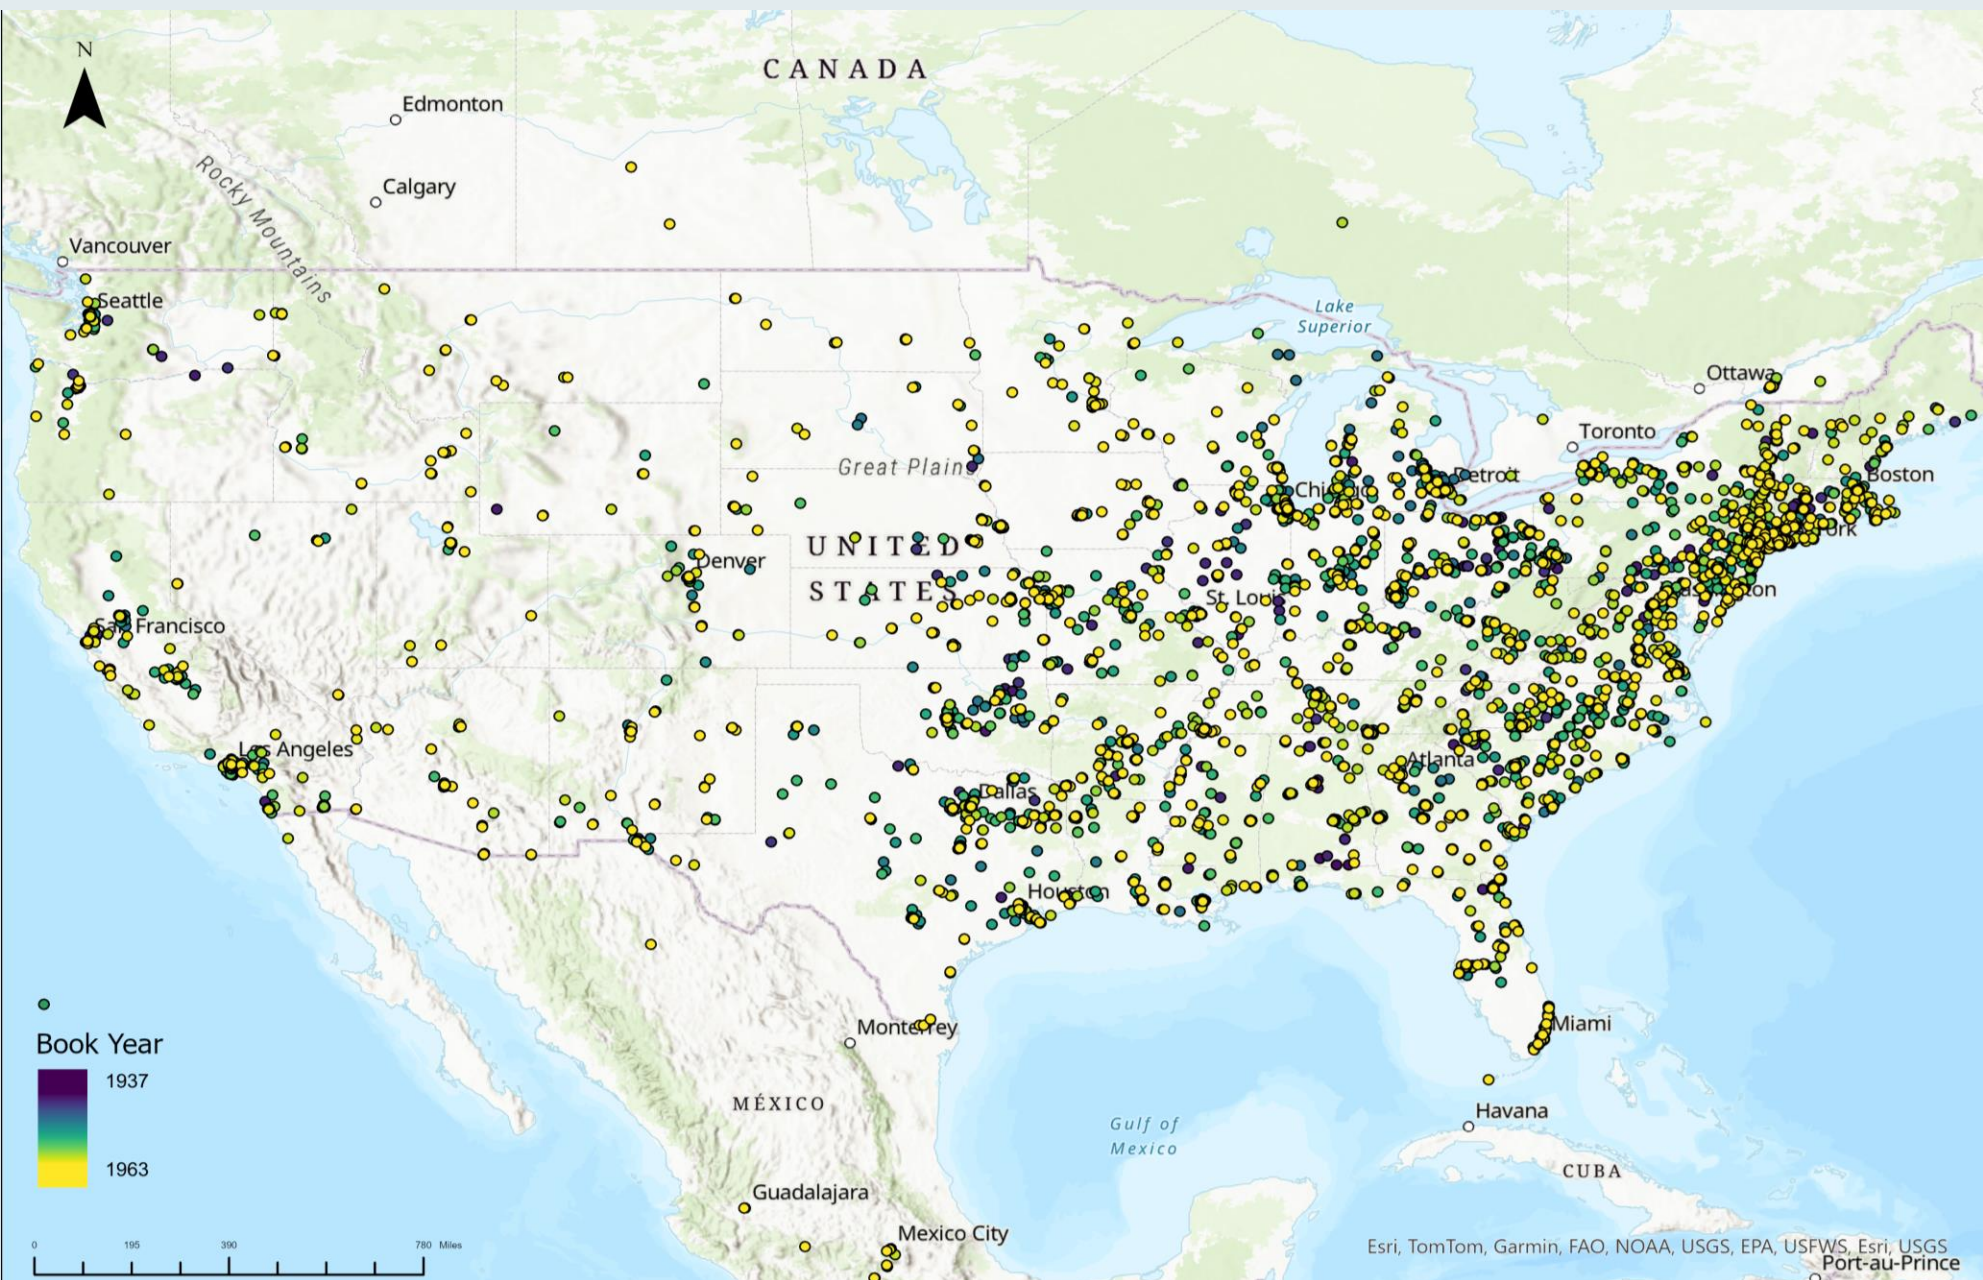 N
CANADA
Edmonton
Rocky Mountains
Calgary
Vancouver
Seattle
Lake
Superior
Ottawa
Toronto
Great Plains
Detroit
Chicago
Boston
UNITED
STATES
Denver
St. Louis
San Francisco
Los Angeles
Atlanta
Dallas
Houston
Monterrey
Miami
Book Year
1937
1963
MÉXICO
Gulf of
Mexico
Havana
CUBA
Guadalajara
Mexico City
0 195 390 780 Miles
Esri, TomTom, Garmin, FAO, NOAA, USGS, EPA, USFWS, Esri, USGS
Port-au-Prince